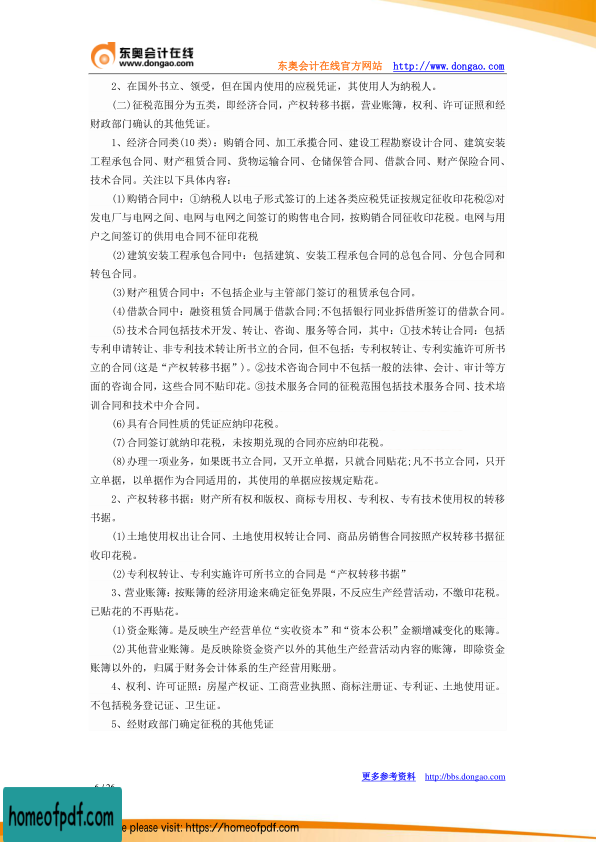 东奥会计在线
www.dongao.com
东奥会计在线官方网站 http://www.dongao.com
2、在国外书立、领受，但在国内使用的应税凭证，其使用人为纳税人。
(二)征税范围分为五类，即经济合同，产权转移书据，营业账簿，权利、许可证照和经
财政部门确认的其他凭证。
1、经济合同类(10 类)：购销合同、加工承揽合同、建设工程勘察设计合同、建筑安装
工程承包合同、财产租赁合同、货物运输合同、仓储保管合同、借款合同、财产保险合同、
技术合同。关注以下具体内容：
(1)购销合同中：①纳税人以电子形式签订的上述各类应税凭证按规定征收印花税②对
发电厂与电网之间、电网与电网之间签订的购售电合同，按购销合同征收印花税。电网与用
户之间签订的供用电合同不征印花税
(2)建筑安装工程承包合同中：包括建筑、安装工程承包合同的总包合同、分包合同和
转包合同。
(3)财产租赁合同中：不包括企业与主管部门签订的租赁承包合同。
(4)借款合同中：融资租赁合同属于借款合同;不包括银行同业拆借所签订的借款合同。
(5)技术合同包括技术开发、转让、咨询、服务等合同，其中：①技术转让合同：包括
专利申请转让、非专利技术转让所书立的合同，但不包括：专利权转让、专利实施许可所书
立的合同(这是“产权转移书据”)。②技术咨询合同中不包括一般的法律、会计、审计等方
面的咨询合同，这些合同不贴印花。③技术服务合同的征税范围包括技术服务合同、技术培
训合同和技术中介合同。
(6)具有合同性质的凭证应纳印花税。
(7)合同签订就纳印花税，未按期兑现的合同亦应纳印花税。
(8)办理一项业务，如果既书立合同，又开立单据，只就合同贴花;凡不书立合同，只开
立单据，以单据作为合同适用的，其使用的单据应按规定贴花。
2、产权转移书据：财产所有权和版权、商标专用权、专利权、专有技术使用权的转移
书据。
(1)土地使用权出让合同、土地使用权转让合同、商品房销售合同按照产权转移书据征
收印花税。
(2)专利权转让、专利实施许可所书立的合同是“产权转移书据”
3、营业账簿：按账簿的经济用途来确定征免界限，不反应生产经营活动，不缴印花税。
已贴花的不再贴花。
(1)资金账簿。是反映生产经营单位“实收资本”和“资本公积”金额增减变化的账簿。
(2)其他营业账簿。是反映除资金资产以外的其他生产经营活动内容的账簿，即除资金
账簿以外的，归属于财务会计体系的生产经营用账册。
4、权利、许可证照：房屋产权证、工商营业执照、商标注册证、专利证、土地使用证。
不包括税务登记证、卫生证。
5、经财政部门确定征税的其他凭证
更多参考资料 http://bbs.dongao.com
homeofpdf.com
please visit: https://homeofpdf.com